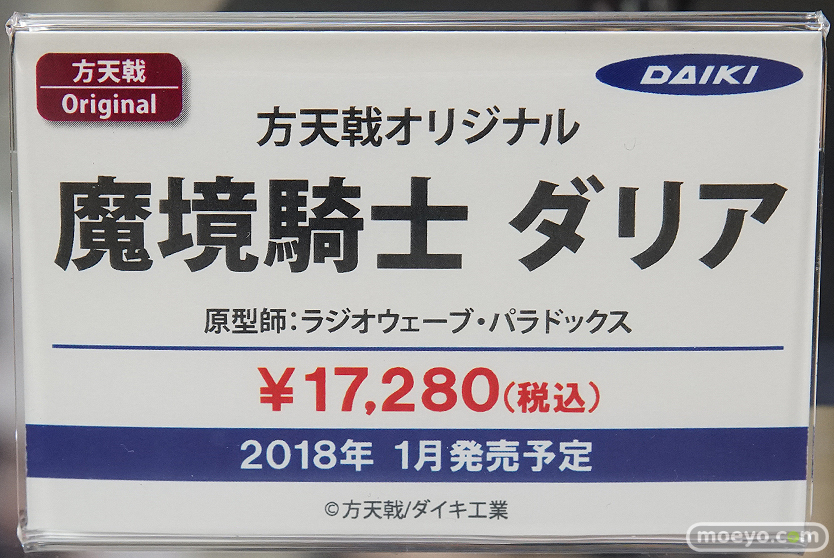 方天戟
Original
DAIKI
方天戟オリジナル
魔境騎士 ダリア
原型師：ラジオウェーブ・パラドックス
￥17,280(税込)
2018年 1月発売予定
©方天戟/ダイキ工業
moeyo.com